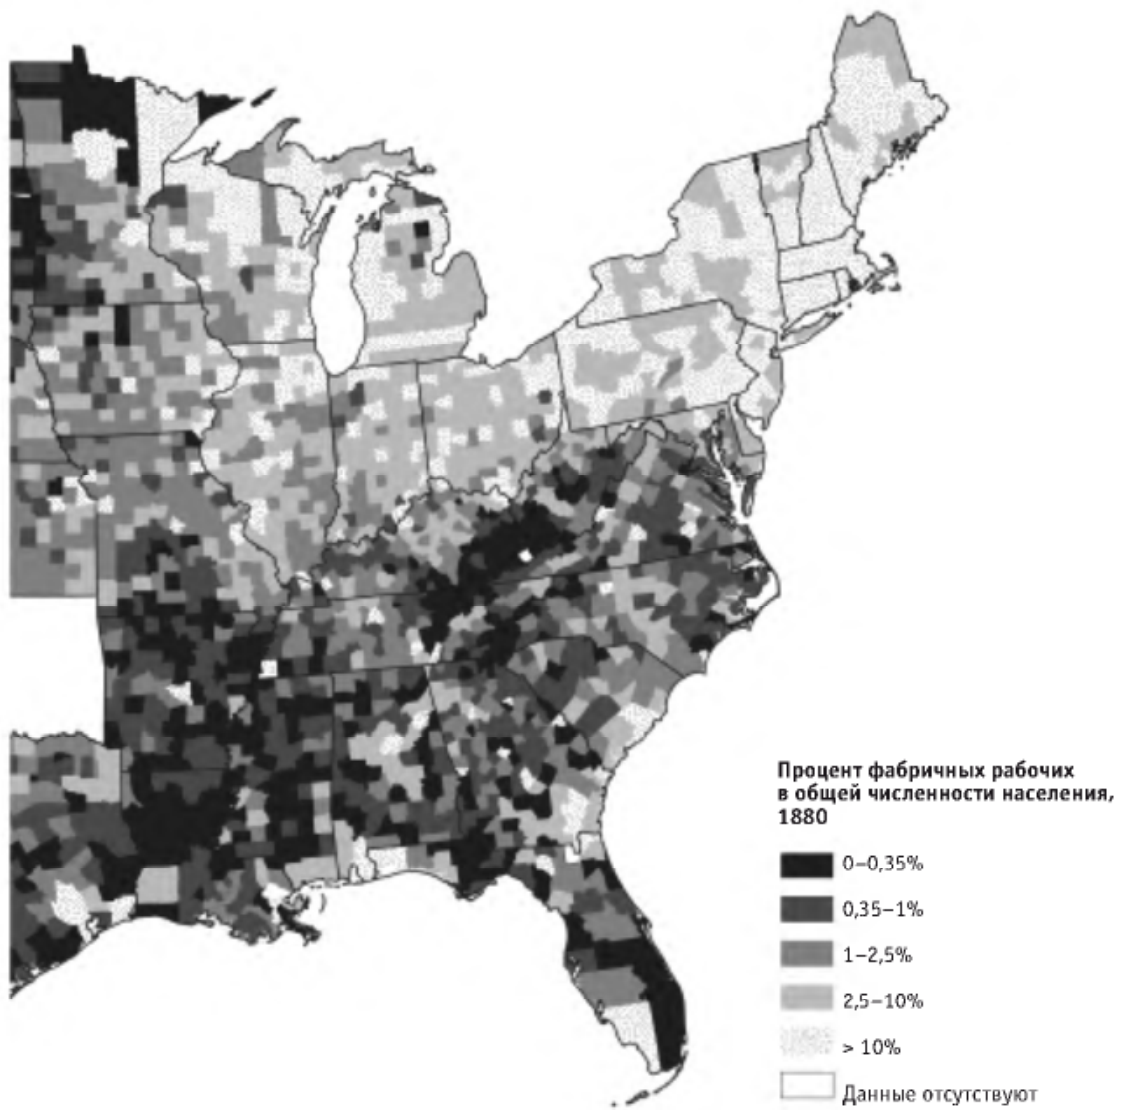 Процент фабричных рабочих
в общей численности населения,
1880
0–0,35%
0,35–1%
1–2,5%
2,5–10%
> 10%
Данные отсутствуют